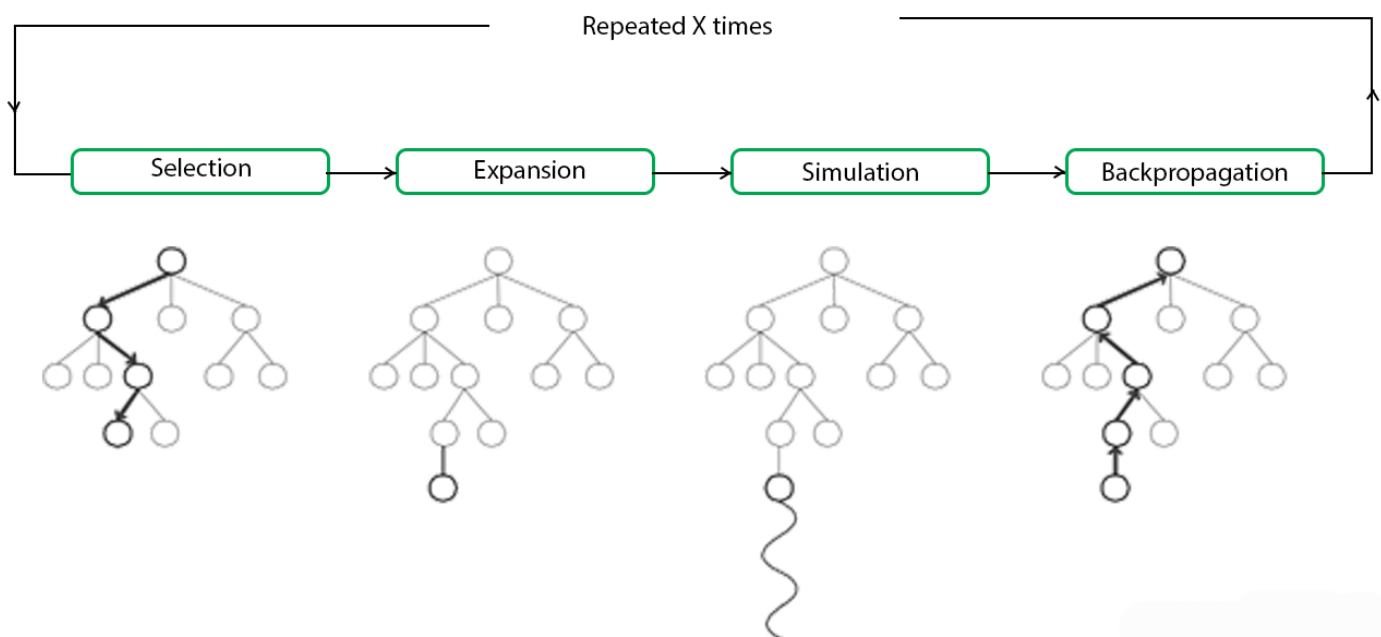 Repeated X times
Selection
Expansion
Simulation
Backpropagation